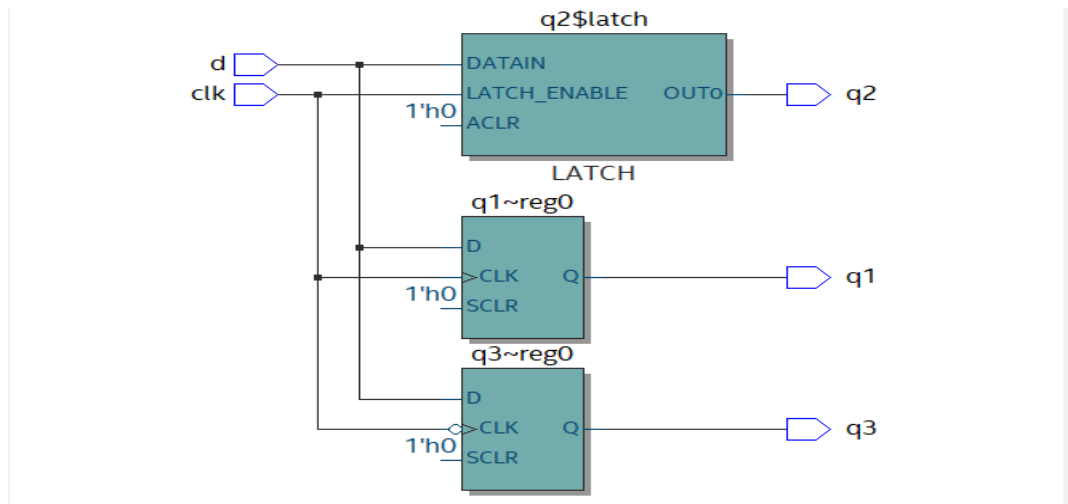 q2$latch
d
DATAIN
clk
LATCH_ENABLE OUT0 q2
1'h0
ACLR
LATCH
q1~reg0
D
CLK Q q1
1'h0
SCLR
q3~reg0
D
CLK Q q3
1'h0
SCLR